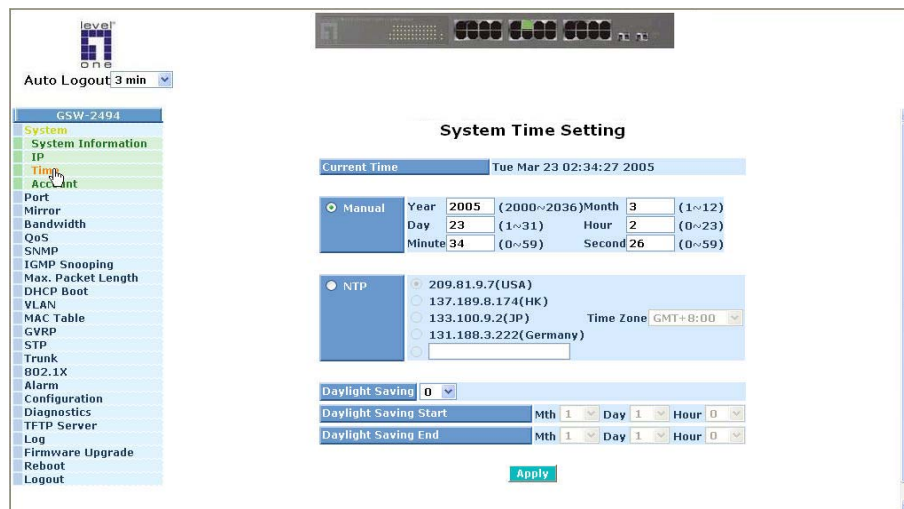 level
one
Auto Logout 3 min
GSW-2494
System
System Information
IP
Time
Account
Port
Mirror
Bandwidth
QoS
SNMP
IGMP Snooping
Max. Packet Length
DHCP Boot
VLAN
MAC Table
GVRP
STP
Trunk
802.1X
Alarm
Configuration
Diagnostics
TFTP Server
Log
Firmware Upgrade
Reboot
Logout
System Time Setting
Current Time Tue Mar 23 02:34:27 2005
Manual Year 2005 (2000~2036)Month 3 (1~12)
Day 23 (1~31) Hour 2 (0~23)
Minute 34 (0~59) Second 26 (0~59)
NTP 209.81.9.7(USA)
137.189.8.174(HK)
133.100.9.2(JP) Time Zone GMT+8:00
131.188.3.222(Germany)
Daylight Saving 0
Daylight Saving Start Mth 1 Day 1 Hour 0
Daylight Saving End Mth 1 Day 1 Hour 0
Apply